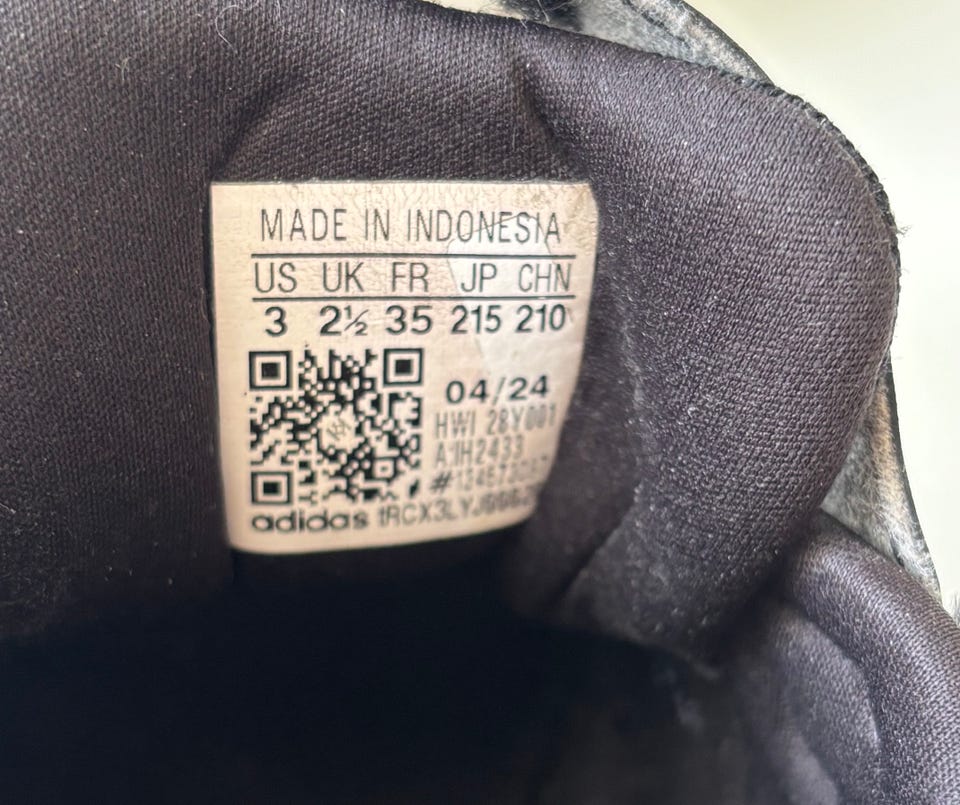 MADE IN INDONESIA
US UK FR JP CHN
3 2½ 35 215 210
04/24
HWI 28Y001
A1H2433
adidas